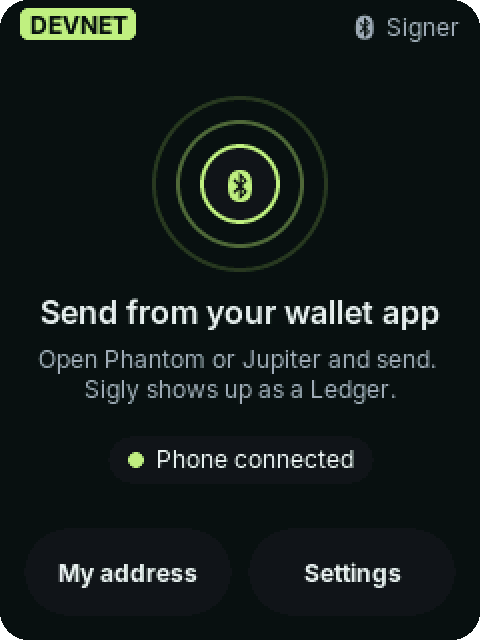 DEVNET
Signer
Send from your wallet app
Open Phantom or Jupiter and send.
Sigly shows up as a Ledger.
Phone connected
My address
Settings